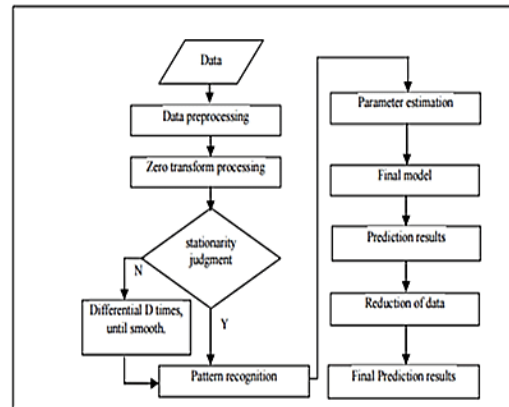 Data
Data preprocessing
Zero transform processing
stationarity
judgment
N
Y
Differential D times,
until smooth.
Pattern recognition
Parameter estimation
Final model
Prediction results
Reduction of data
Final Prediction results